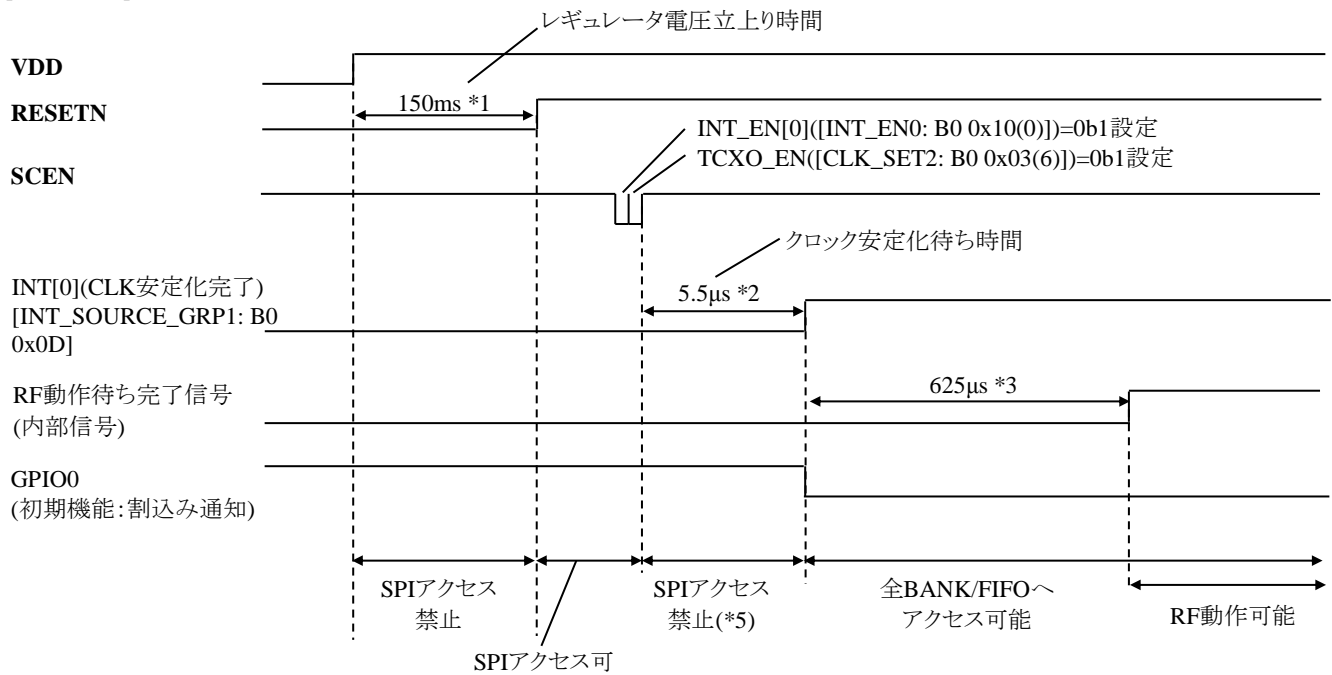 レギュレータ電圧立上り時間
VDD
150ms *1
RESETN
INT_EN[0]([INT_EN0: B0 0x10(0)])=0b1設定
TCXO_EN([CLK_SET2: B0 0x03(6)])=0b1設定
SCEN
クロック安定化待ち時間
INT[0](CLK安定化完了)
[INT_SOURCE_GRP1: B0
0x0D]
5.5μs *2
RF動作待ち完了信号
(内部信号)
625μs *3
GPIO0
(初期機能:割込み通知)
SPIアクセス
禁止
SPIアクセス
禁止(*5)
全BANK/FIFOへ
アクセス可能
RF動作可能
SPIアクセス可